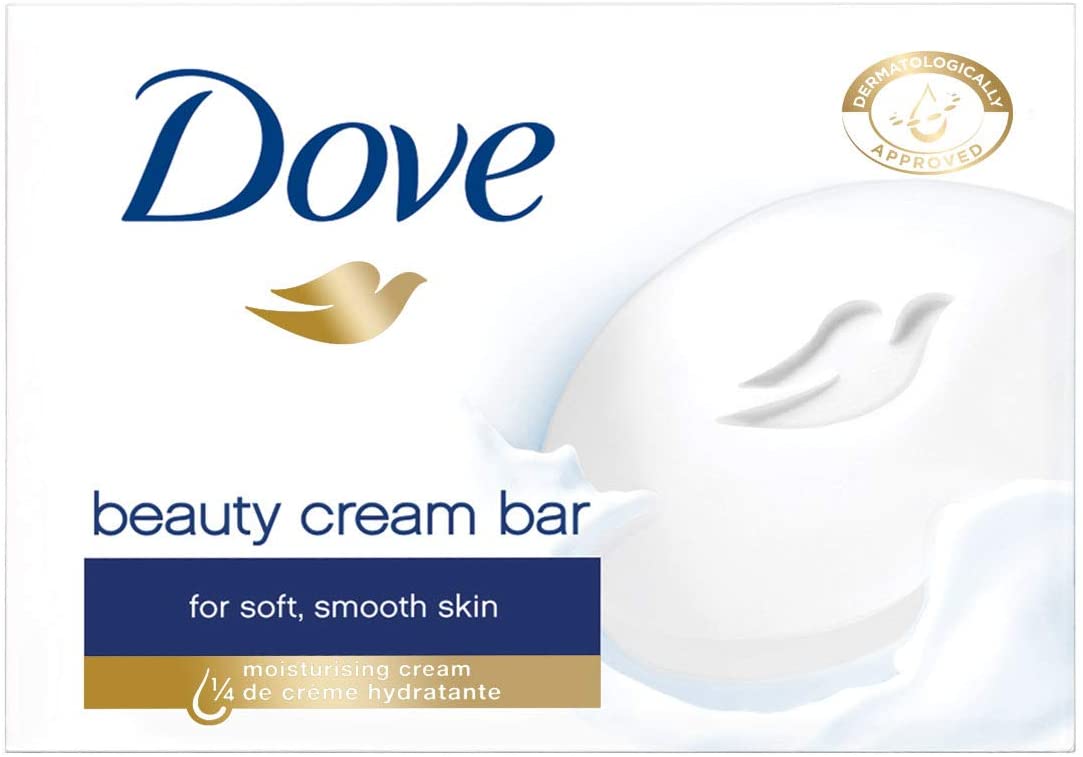 Dove
DERMATOLOGICALLY
APPROVED
beauty cream bar
for soft, smooth skin
¼ moisturising cream
de crème hydratante